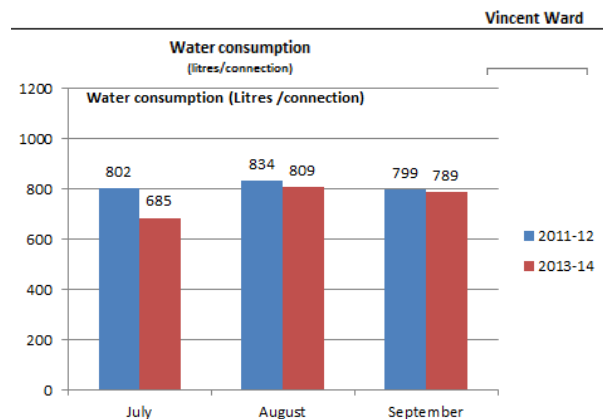 Vincent Ward
Water consumption
(litres/connection)
Water consumption (Litres /connection)
1200
1000
800
600
400
200
0
802
685
834
809
799
789
July
August
September
2011-12
2013-14